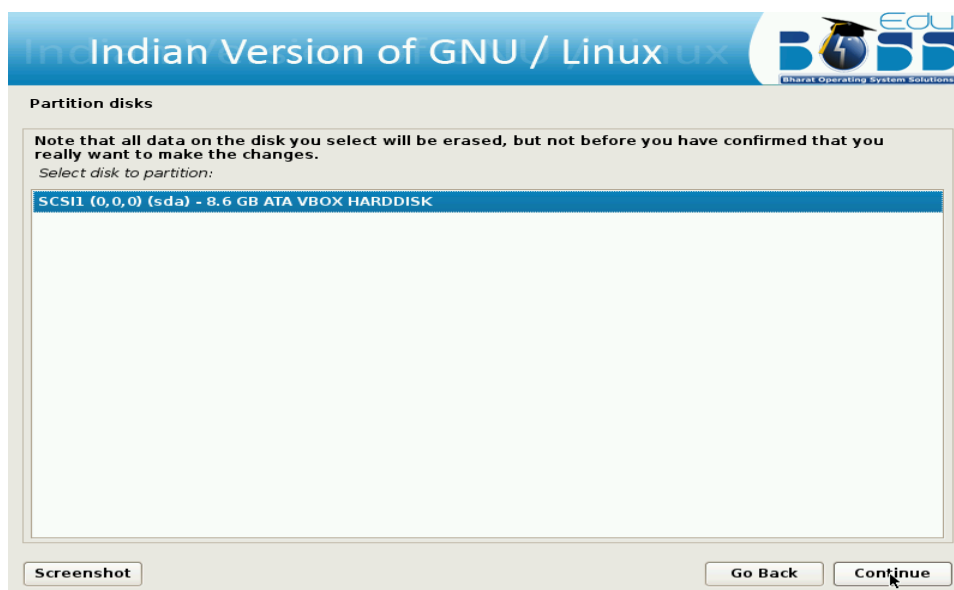 Indian Version of GNU / Linux
Edu
BOSS
Bharat Operating System Solutions
Partition disks
Note that all data on the disk you select will be erased, but not before you have confirmed that you
really want to make the changes.
Select disk to partition:
SCSI1 (0,0,0) (sda) - 8.6 GB ATA VBOX HARDDISK
Screenshot
Go Back
Continue